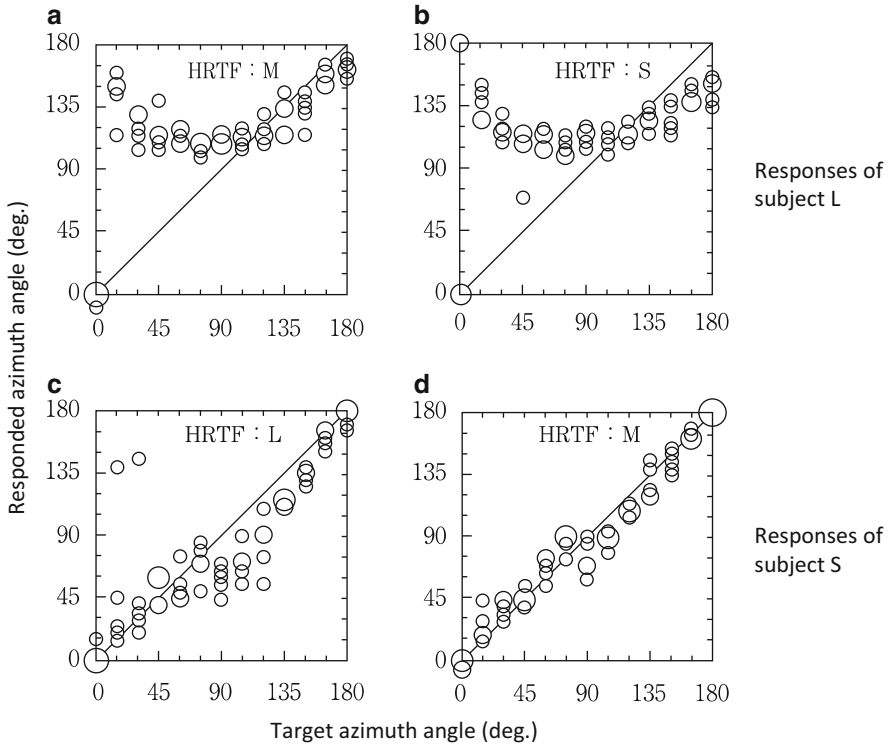 a
b
180
135
90
45
0
HRTF : M
0 45 90 135 180
180
135
90
45
0
HRTF : S
0 45 90 135 180
Responses of
subject L
c
d
180
135
90
45
0
HRTF : L
0 45 90 135 180
180
135
90
45
0
HRTF : M
0 45 90 135 180
Responses of
subject S
Responded azimuth angle (deg.)
Target azimuth angle (deg.)